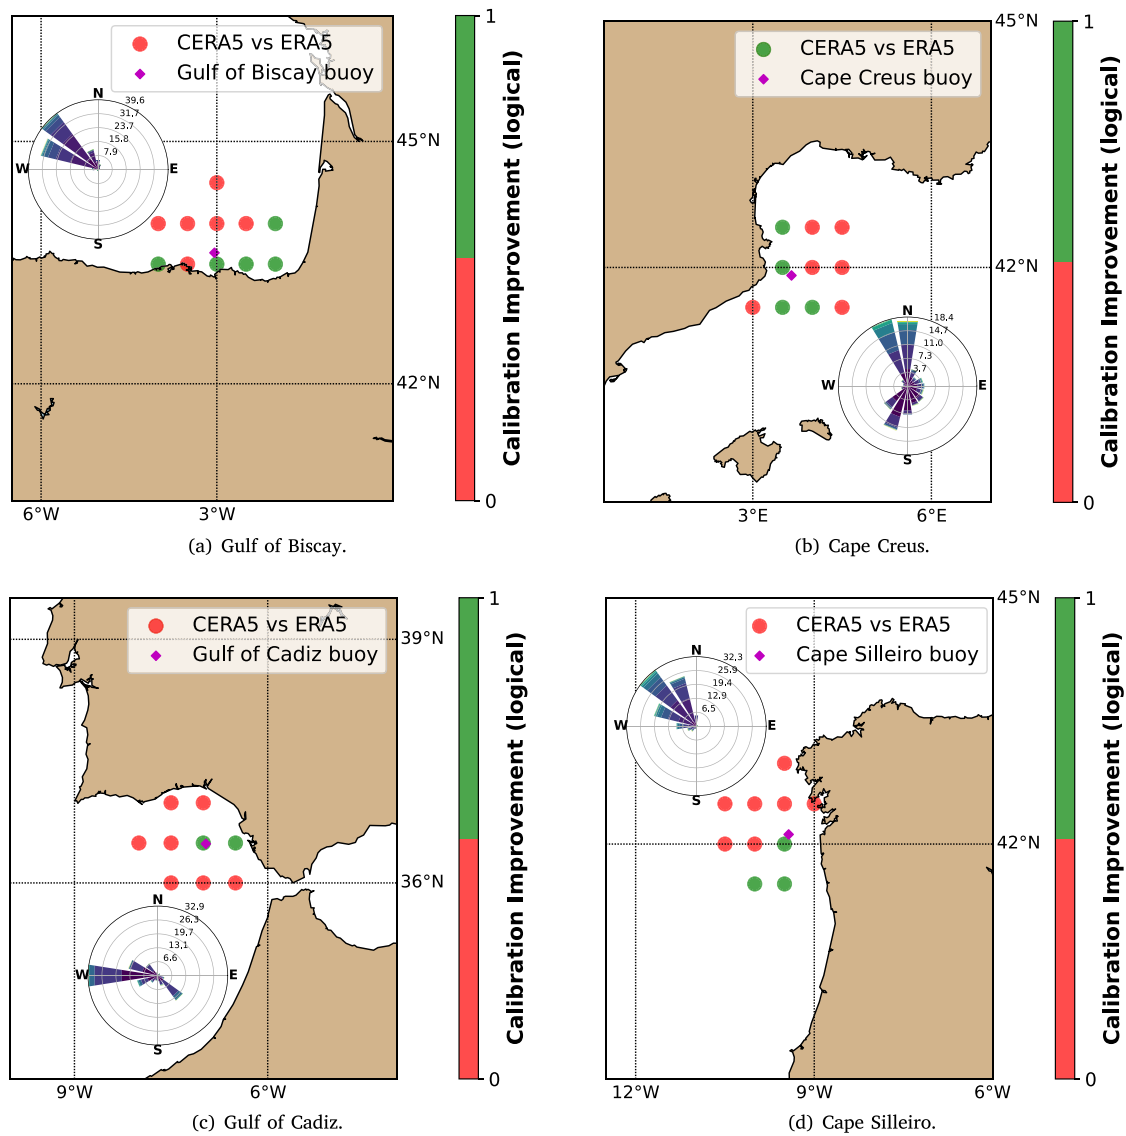 CERA5 vs ERA5
Gulf of Biscay buoy
N
39,6
31,7
23,7
15,8
7,9
W
E
S
45°N
42°N
6°W
3°W
1
0
Calibration Improvement (logical)
(a) Gulf of Biscay.
CERA5 vs ERA5
Cape Creus buoy
45°N
42°N
N
18,4
14,7
11,0
7,3
3,7
W
E
S
3°E
6°E
1
0
Calibration Improvement (logical)
(b) Cape Creus.
CERA5 vs ERA5
Gulf of Cadiz buoy
39°N
36°N
N
32,9
26,3
19,7
13,1
6,6
W
E
S
9°W
6°W
1
0
Calibration Improvement (logical)
(c) Gulf of Cadiz.
CERA5 vs ERA5
Cape Silleiro buoy
45°N
42°N
N
32,3
25,9
19,4
12,9
6,5
W
E
S
12°W
9°W
6°W
1
0
Calibration Improvement (logical)
(d) Cape Silleiro.